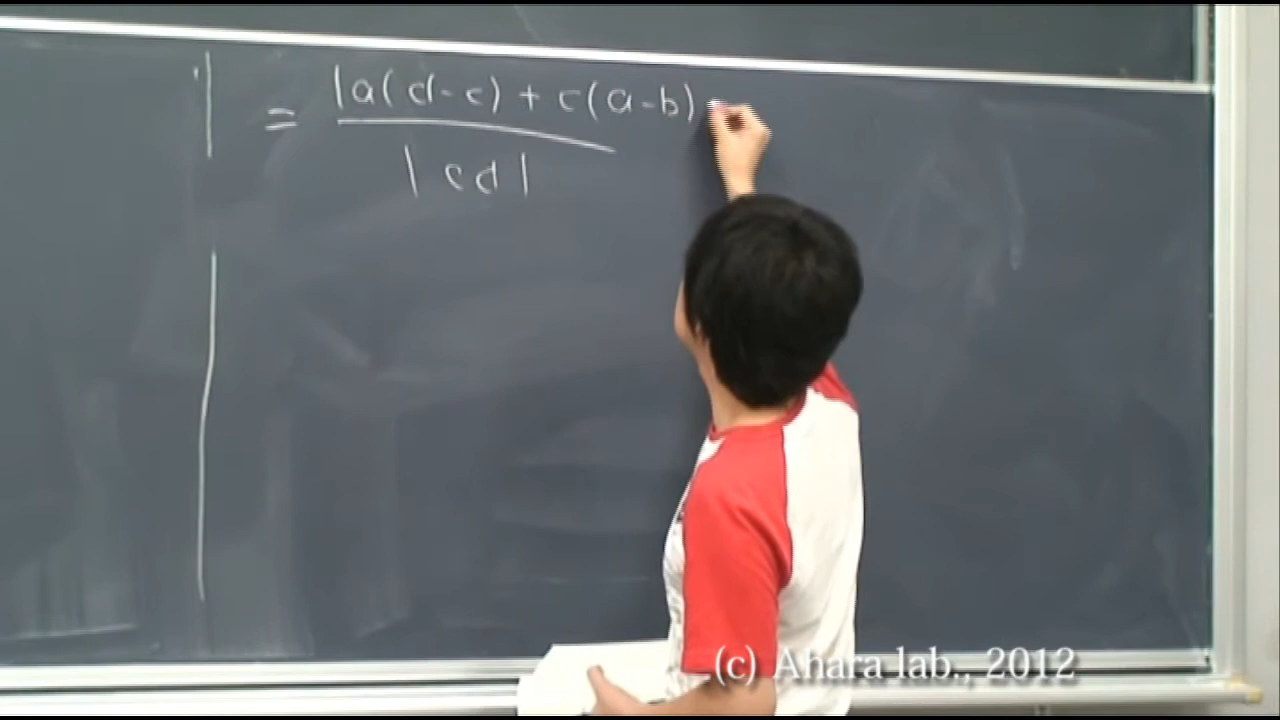 = |a(d-c) + c(a-b)
|cd|
(c) Ahara lab., 2012